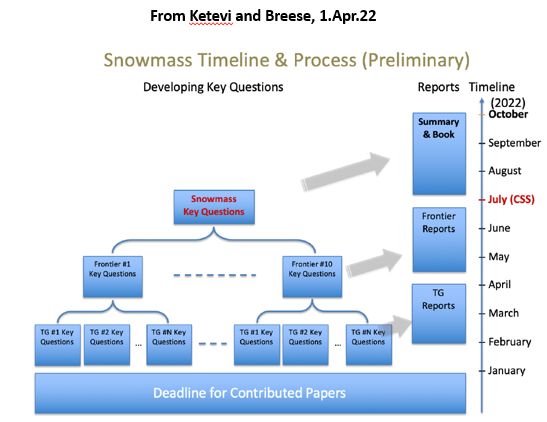 From Ketevi and Breese, 1.Apr.22
Snowmass Timeline & Process (Preliminary)
Developing Key Questions
Reports
Timeline
(2022)
Summary
& Book
October
September
August
Snowmass
Key Questions
July (CSS)
Frontier
Reports
June
May
Frontier #1
Key Questions
Frontier #10
Key Questions
April
TG
Reports
March
February
January
TG #1 Key
Questions
TG #2 Key
Questions
...
TG #N Key
Questions
TG #1 Key
Questions
TG #2 Key
Questions
...
TG #N Key
Questions
Deadline for Contributed Papers